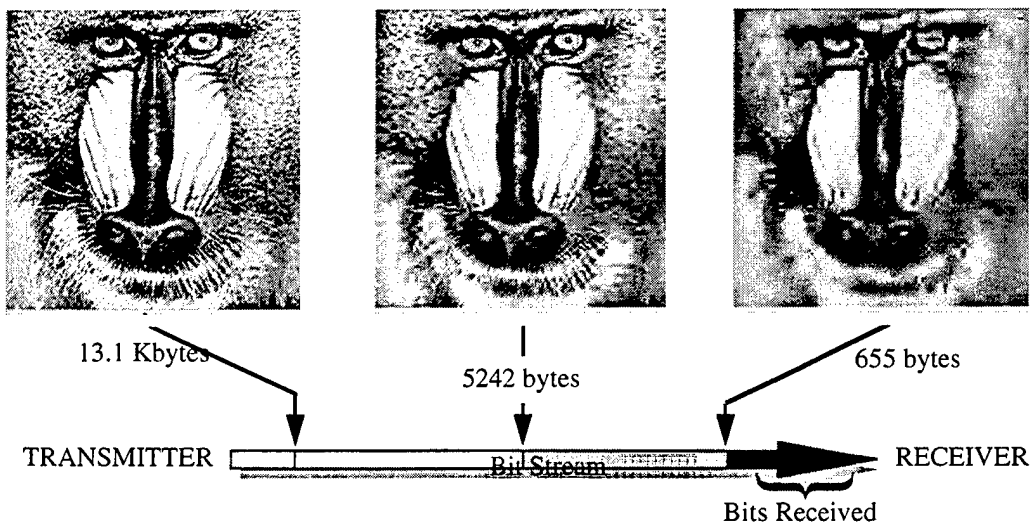 13.1 Kbytes
5242 bytes
655 bytes
TRANSMITTER
Bit Stream
RECEIVER
Bits Received